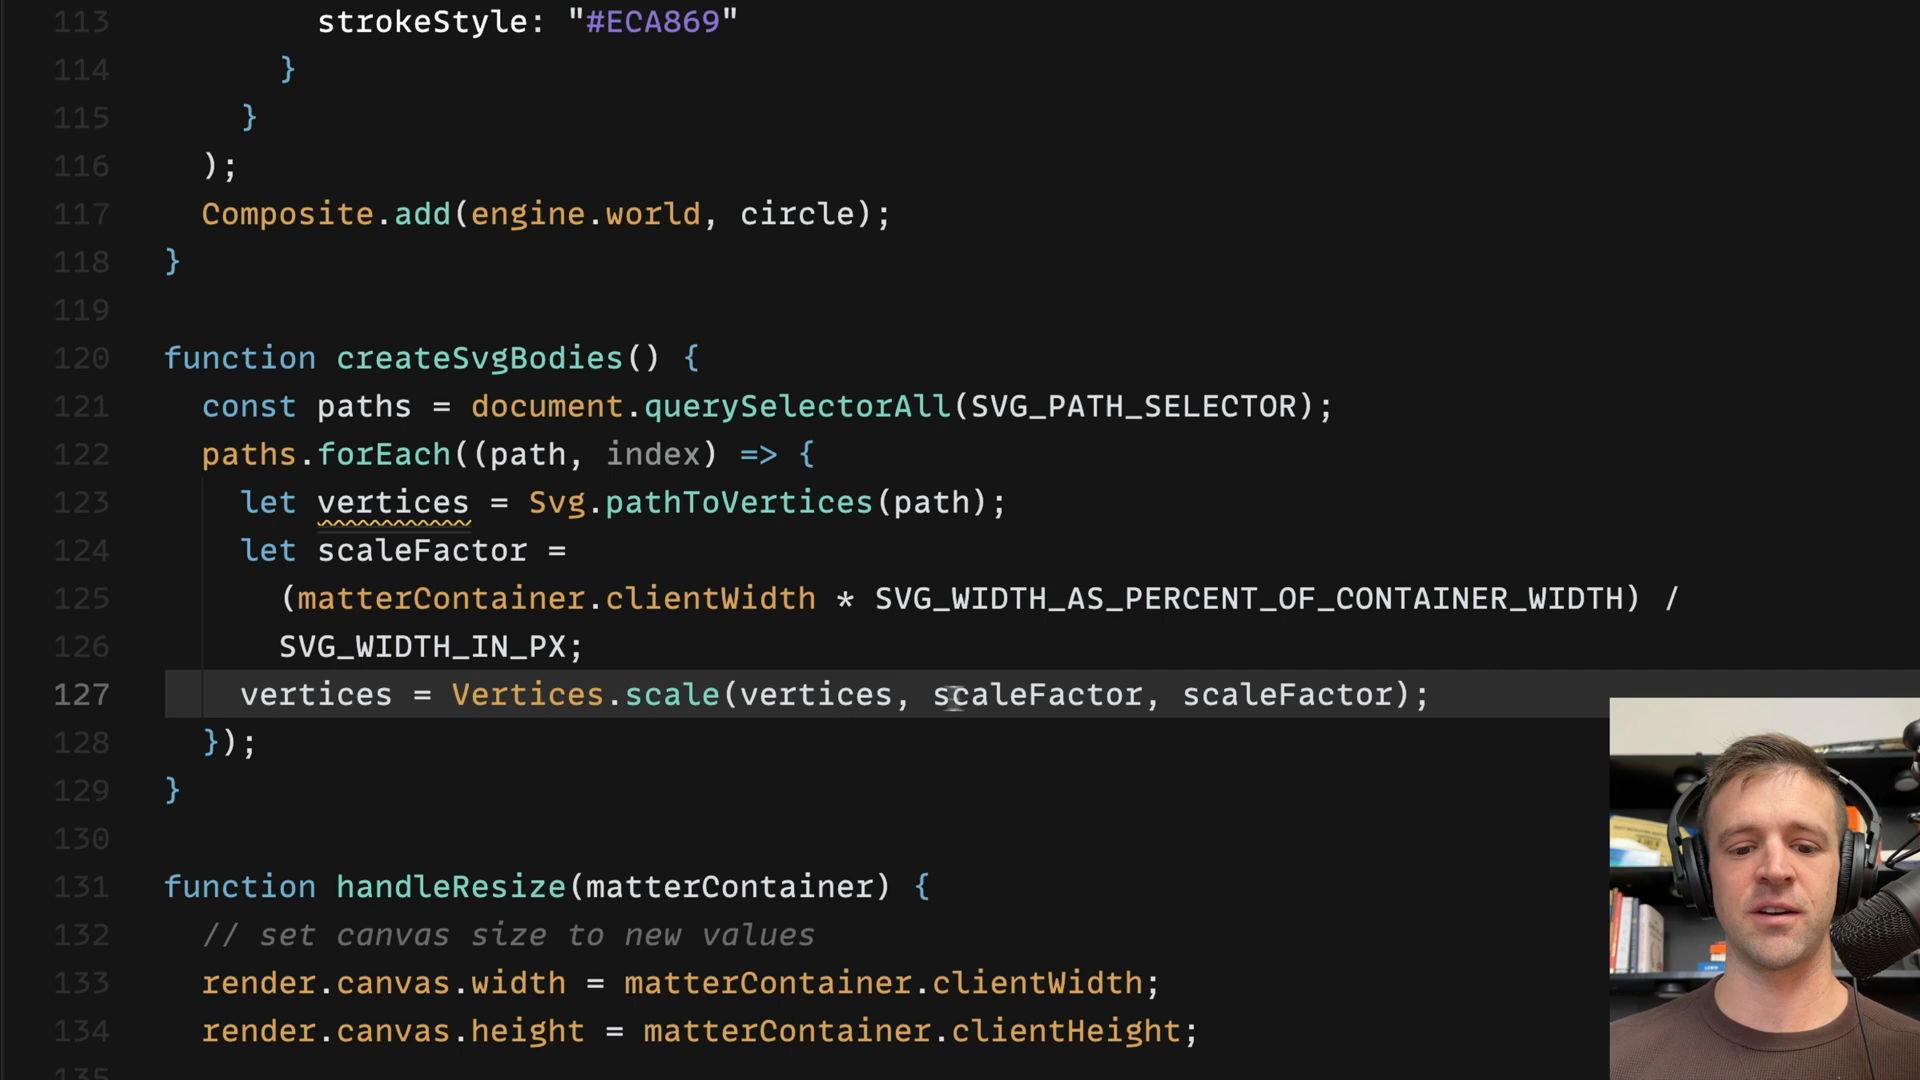 113 strokeStyle: "#ECA869"
114 }
115 }
116 );
117 Composite.add(engine.world, circle);
118 }
119
120 function createSvgBodies() {
121 const paths = document.querySelectorAll(SVG_PATH_SELECTOR);
122 paths.forEach((path, index) => {
123 let vertices = Svg.pathToVertices(path);
124 let scaleFactor =
125 (matterContainer.clientWidth * SVG_WIDTH_AS_PERCENT_OF_CONTAINER_WIDTH) /
126 SVG_WIDTH_IN_PX;
127 vertices = Vertices.scale(vertices, scaleFactor, scaleFactor);
128 });
129 }
130
131 function handleResize(matterContainer) {
132 // set canvas size to new values
133 render.canvas.width = matterContainer.clientWidth;
134 render.canvas.height = matterContainer.clientHeight;
135